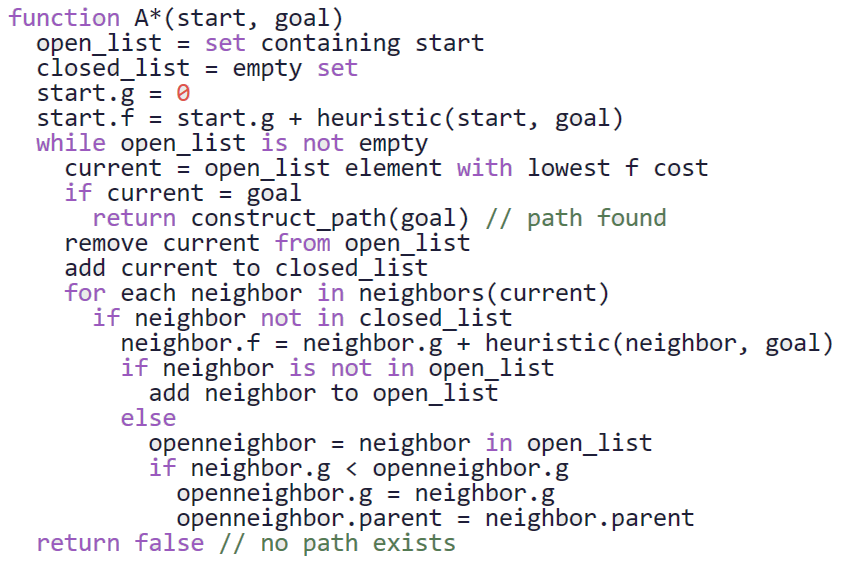 function A*(start, goal)
  open_list = set containing start
  closed_list = empty set
  start.g = 0
  start.f = start.g + heuristic(start, goal)
  while open_list is not empty
    current = open_list element with lowest f cost
    if current = goal
      return construct_path(goal) // path found
    remove current from open_list
    add current to closed_list
    for each neighbor in neighbors(current)
      if neighbor not in closed_list
        neighbor.f = neighbor.g + heuristic(neighbor, goal)
        if neighbor is not in open_list
          add neighbor to open_list
        else
          openneighbor = neighbor in open_list
          if neighbor.g < openneighbor.g
            openneighbor.g = neighbor.g
            openneighbor.parent = neighbor.parent
  return false // no path exists